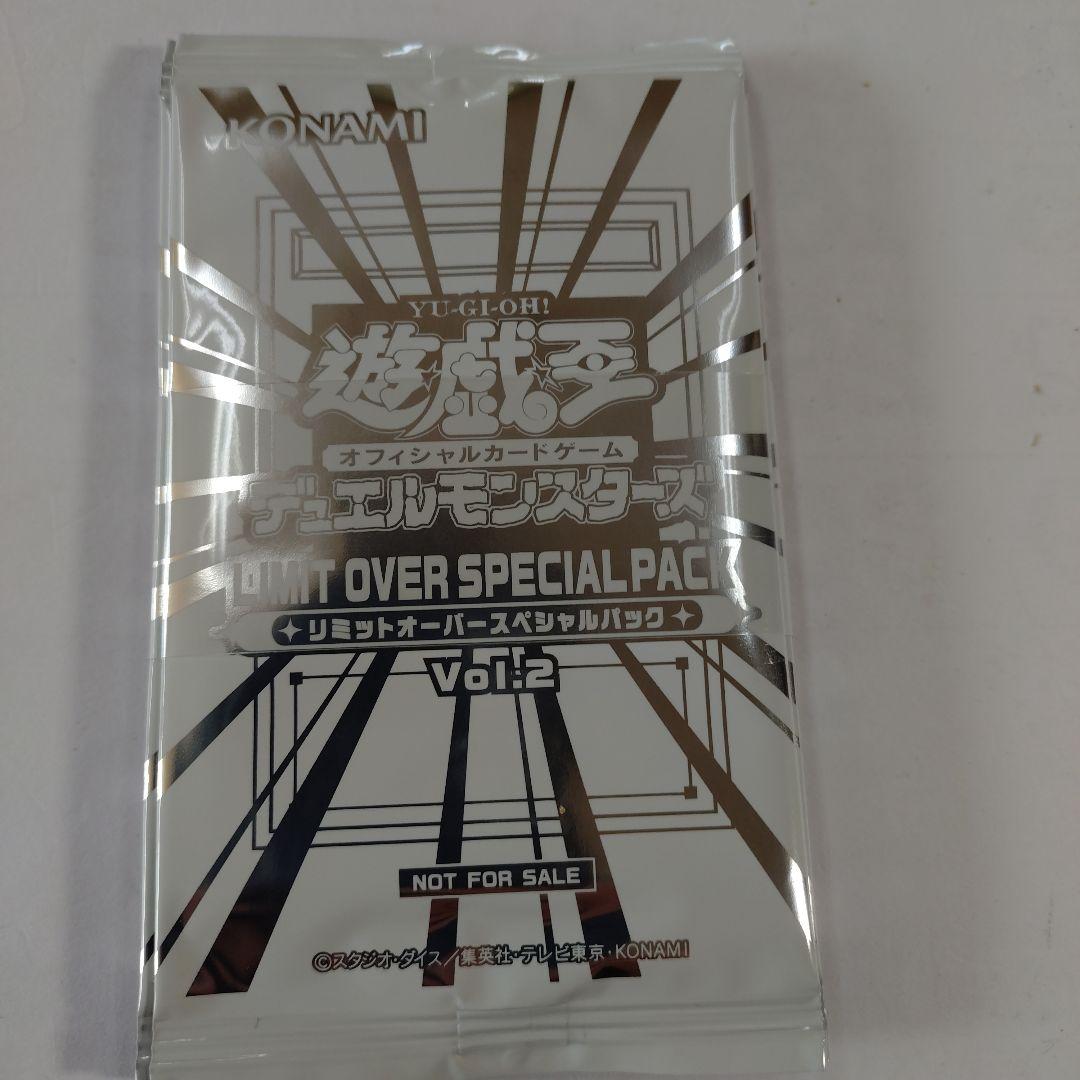 KONAMI
YU-GI-OH!
遊戯王
オフィシャルカードゲーム
デュエルモンスターズ
LIMIT OVER SPECIAL PACK
リミットオーバースペシャルパック
Vol.2
NOT FOR SALE
©スタジオ・ダイス／集英社・テレビ東京・KONAMI